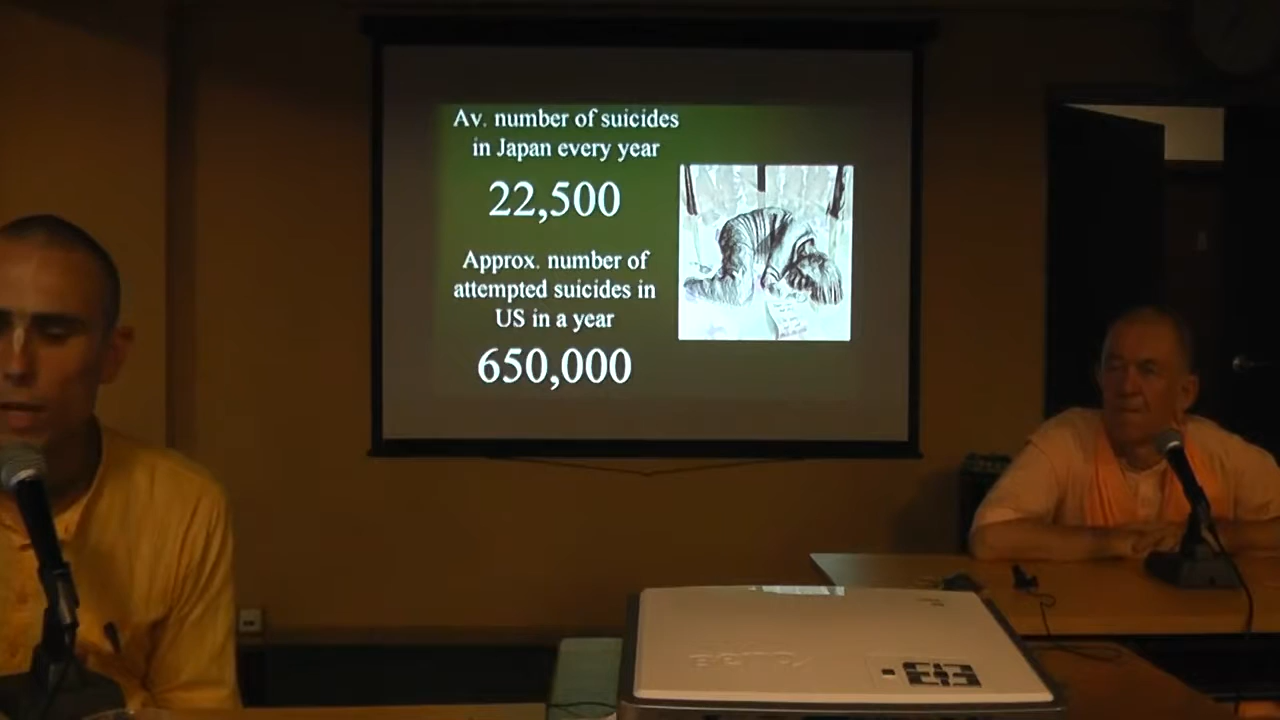 Av. number of suicides
in Japan every year
22,500
Approx. number of
attempted suicides in
US in a year
650,000